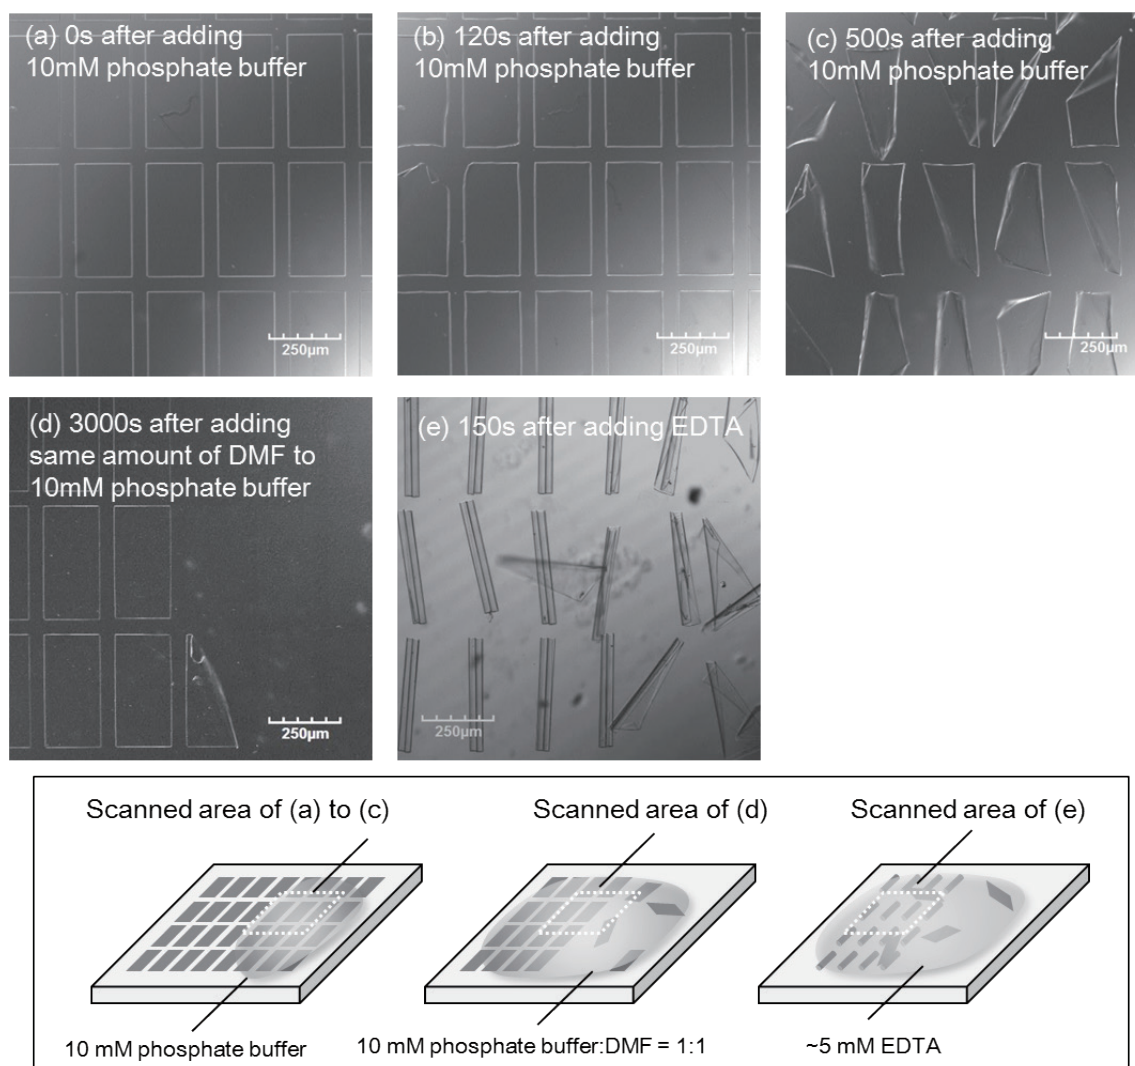 (a) 0s after adding
10mM phosphate buffer
250μm
(b) 120s after adding
10mM phosphate buffer
250μm
(c) 500s after adding
10mM phosphate buffer
250μm
(d) 3000s after adding
same amount of DMF to
10mM phosphate buffer
250μm
(e) 150s after adding EDTA
250μm
Scanned area of (a) to (c)
Scanned area of (d)
Scanned area of (e)
10 mM phosphate buffer
10 mM phosphate buffer:DMF = 1:1
~5 mM EDTA